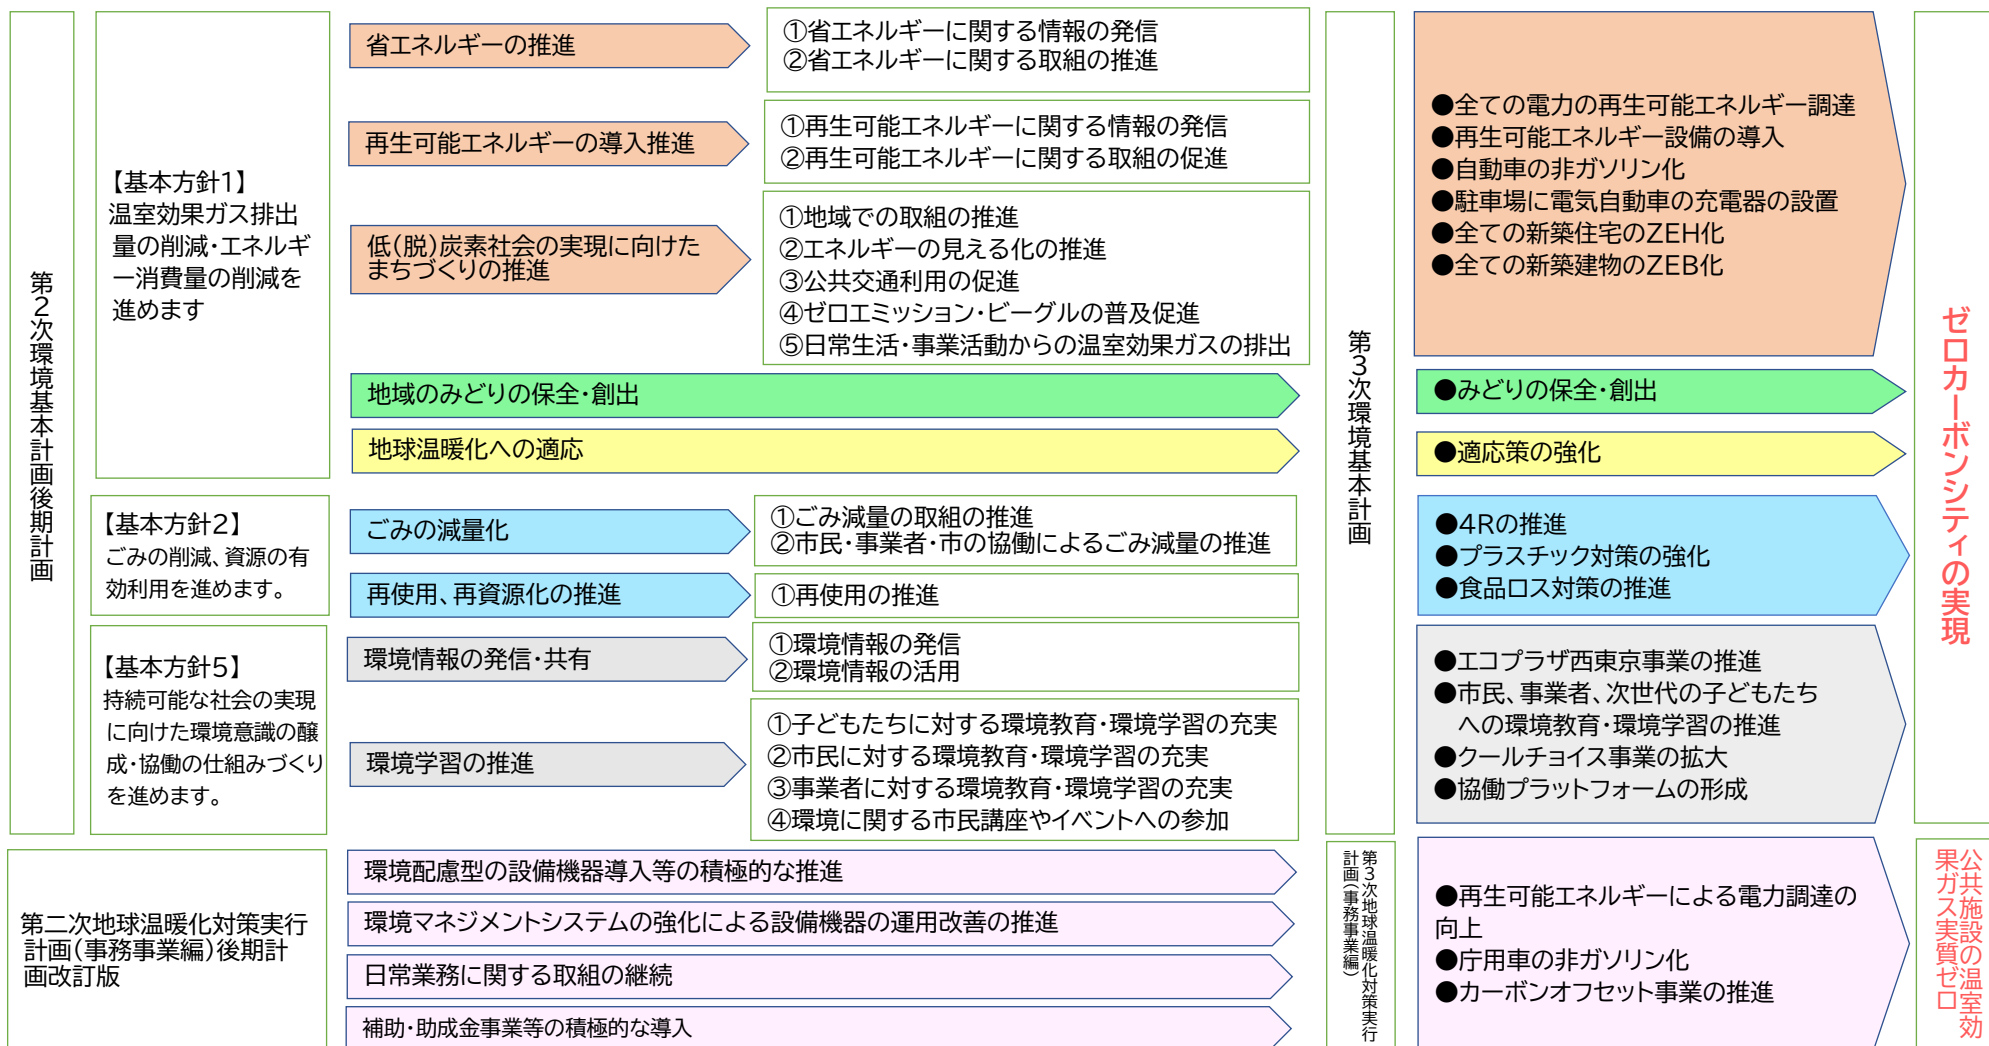 第2次環境基本計画後期計画
【基本方針1】
温室効果ガス排出
量の削減・エネルギ
ー消費量の削減を
進めます
省エネルギーの推進
①省エネルギーに関する情報の発信
②省エネルギーに関する取組の推進
再生可能エネルギーの導入推進
①再生可能エネルギーに関する情報の発信
②再生可能エネルギーに関する取組の促進
低(脱)炭素社会の実現に向けた
まちづくりの推進
①地域での取組の推進
②エネルギーの見える化の推進
③公共交通利用の促進
④ゼロエミッション・ビーグルの普及促進
⑤日常生活・事業活動からの温室効果ガスの排出
地域のみどりの保全・創出
地球温暖化への適応
【基本方針2】
ごみの削減、資源の有
効利用を進めます。
ごみの減量化
①ごみ減量の取組の推進
②市民・事業者・市の協働によるごみ減量の推進
再使用、再資源化の推進
①再使用の推進
【基本方針5】
持続可能な社会の実現
に向けた環境意識の醸
成・協働の仕組みづくり
を進めます。
環境情報の発信・共有
①環境情報の発信
②環境情報の活用
環境学習の推進
①子どもたちに対する環境教育・環境学習の充実
②市民に対する環境教育・環境学習の充実
③事業者に対する環境教育・環境学習の充実
④環境に関する市民講座やイベントへの参加
第3次環境基本計画
●全ての電力の再生可能エネルギー調達
●再生可能エネルギー設備の導入
●自動車の非ガソリン化
●駐車場に電気自動車の充電器の設置
●全ての新築住宅のZEH化
●全ての新築建物のZEB化
●みどりの保全・創出
●適応策の強化
●4Rの推進
●プラスチック対策の強化
●食品ロス対策の推進
●エコプラザ西東京事業の推進
●市民、事業者、次世代の子どもたち
への環境教育・環境学習の推進
●クールチョイス事業の拡大
●協働プラットフォームの形成
ゼロカーボンシティの実現
第二次地球温暖化対策実行
計画(事務事業編)後期計
画改訂版
環境配慮型の設備機器導入等の積極的な推進
環境マネジメントシステムの強化による設備機器の運用改善の推進
日常業務に関する取組の継続
補助・助成金事業等の積極的な導入
第3次地球温暖化対策実行
計画(事務事業編)
●再生可能エネルギーによる電力調達の
向上
●庁用車の非ガソリン化
●カーボンオフセット事業の推進
公共施設の温室効
果ガス実質ゼロ